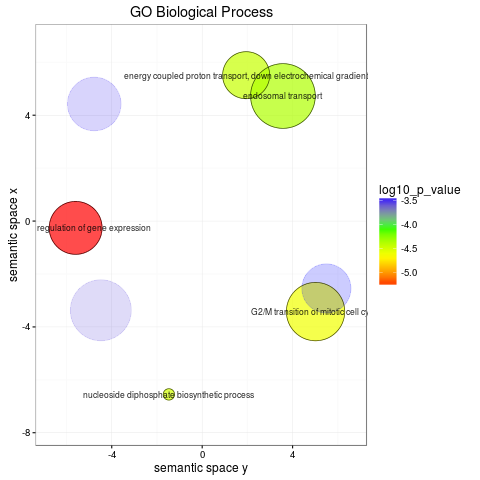 GO Biological Process
energy coupled proton transport, down electrochemical gradient
endosomal transport
regulation of gene expression
G2/M transition of mitotic cell cy
nucleoside diphosphate biosynthetic process
4
0
-4
-8
-4
0
4
semantic space y
semantic space x
log10_p_value
-3.5
-4.0
-4.5
-5.0